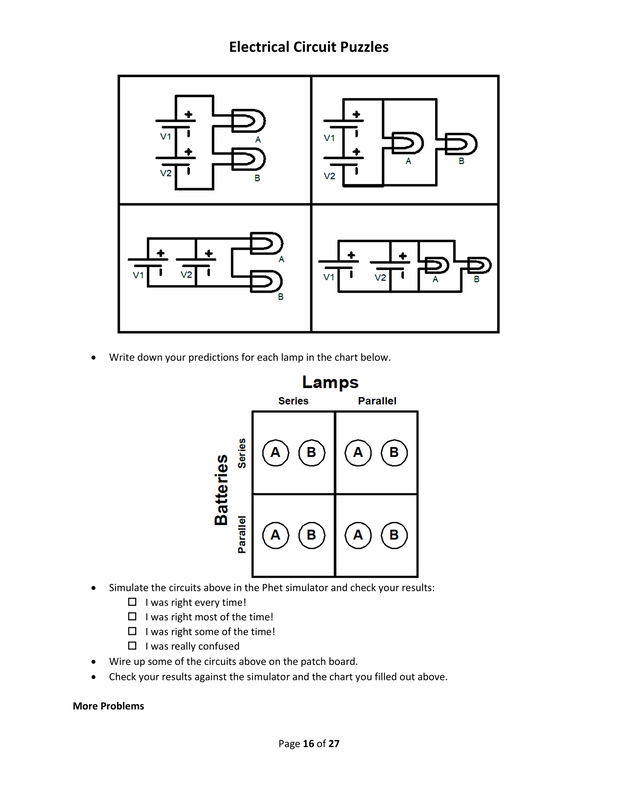 Electrical Circuit Puzzles
V1 + A
V2 + B
V1 + A B
V2 +
V1 + V2 + A
B
V1 + V2 + A B
• Write down your predictions for each lamp in the chart below.
Lamps
Series Parallel
Batteries
Series
A B A B
Parallel
A B A B
• Simulate the circuits above in the Phet simulator and check your results:
☐ I was right every time!
☐ I was right most of the time!
☐ I was right some of the time!
☐ I was really confused
• Wire up some of the circuits above on the patch board.
• Check your results against the simulator and the chart you filled out above.
More Problems
Page 16 of 27